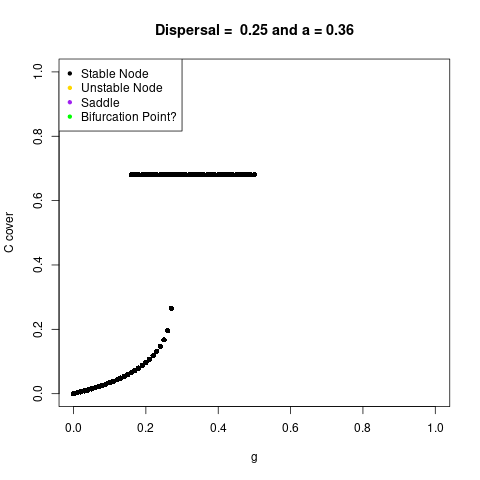 Dispersal =  0.25 and a = 0.36
Stable Node
Unstable Node
Saddle
Bifurcation Point?
C cover
1.0
0.8
0.6
0.4
0.2
0.0
0.0 0.2 0.4 0.6 0.8 1.0
g